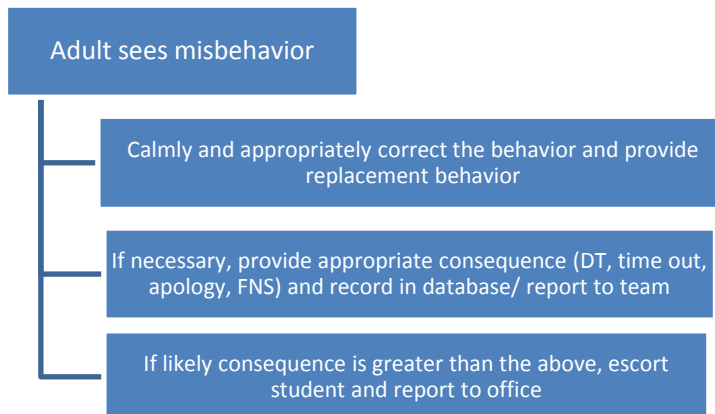 Adult sees misbehavior
Calmly and appropriately correct the behavior and provide
replacement behavior
If necessary, provide appropriate consequence (DT, time out,
apology, FNS) and record in database/ report to team
If likely consequence is greater than the above, escort
student and report to office